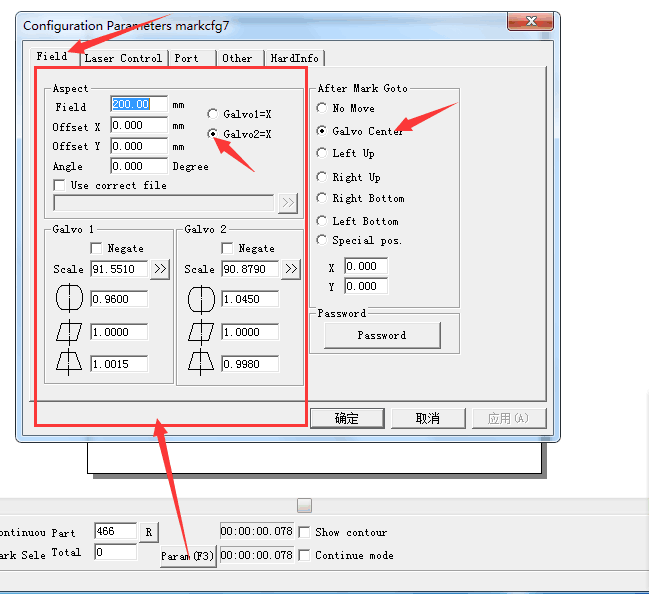 Configuration Parameters markcfg7
Field Laser Control Port Other HardInfo
Aspect
Field 200.00 mm
Offset X 0.000 mm
Offset Y 0.000 mm
Angle 0.000 Degree
Galvo1=X
Galvo2=X
Use correct file
>>
Galvo 1
Negate
Scale 91.5510 >>
0.9600
1.0000
1.0015
Galvo 2
Negate
Scale 90.8790 >>
1.0450
1.0000
0.9980
After Mark Goto
No Move
Galvo Center
Left Up
Right Up
Right Bottom
Left Bottom
Special pos.
X 0.000
Y 0.000
Password
Password
确定 取消 应用(A)
ontinuou Part 466 R 00:00:00.078 Show contour
ark Sele Total 0 Param(F3) 00:00:00.078 Continue mode